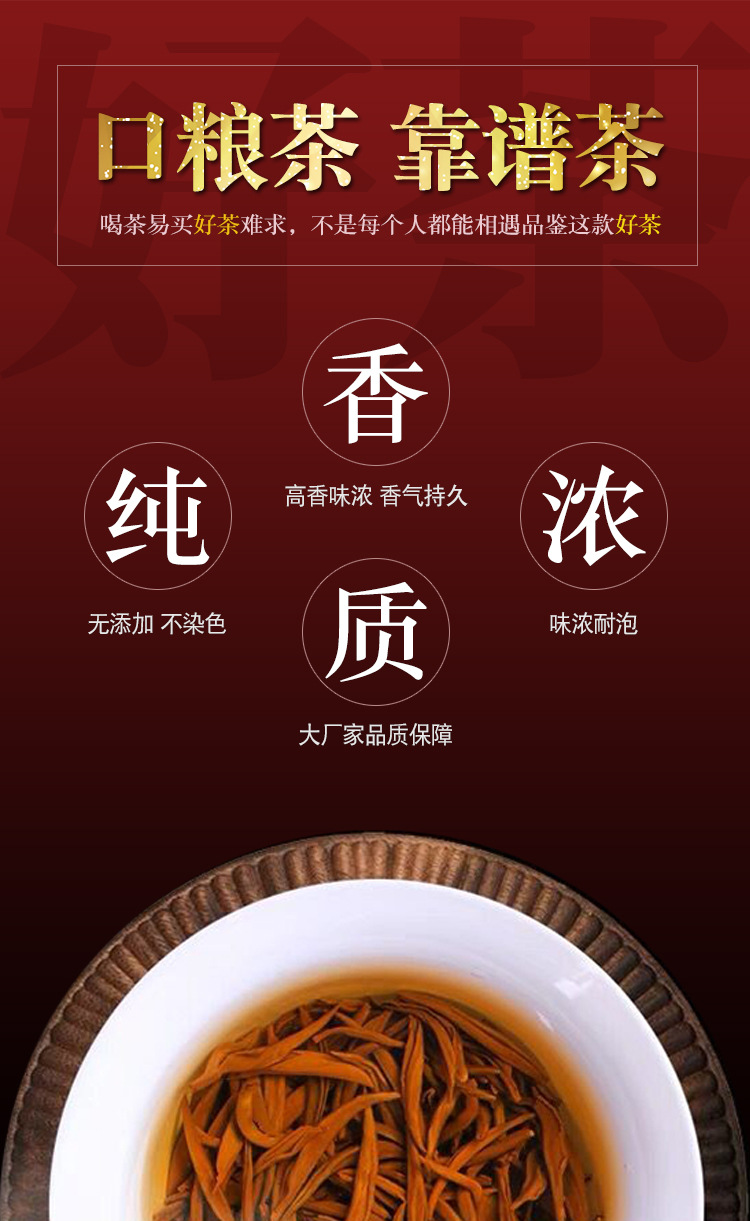 好茶
口粮茶 靠谱茶
喝茶易买好茶难求，不是每个人都能相遇品鉴这款好茶
香
高香味浓 香气持久
纯
无添加 不染色
浓
味浓耐泡
质
大厂家品质保障